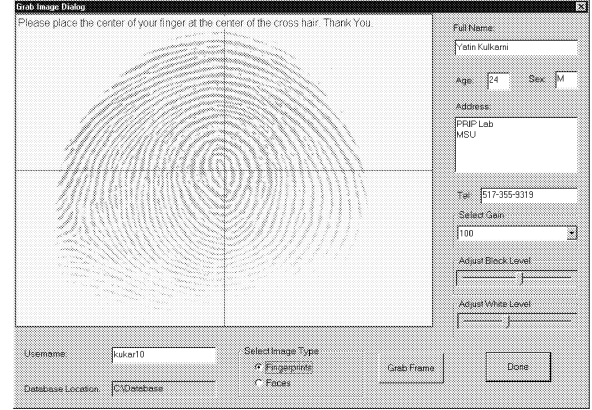 Grab Image Dialog
Please place the center of your finger at the center of the cross hair. Thank You.
Full Name:
Yatin Kulkarni
Age: 24 Sex: M
Address:
PRIP Lab
MSU
Tel: 517-355-9319
Select Gain
100
Adjust Black Level
Adjust White Level
Username: kukar10
Database Location: C:\Database
Select Image Type
Fingerprints
Faces
Grab Frame
Done